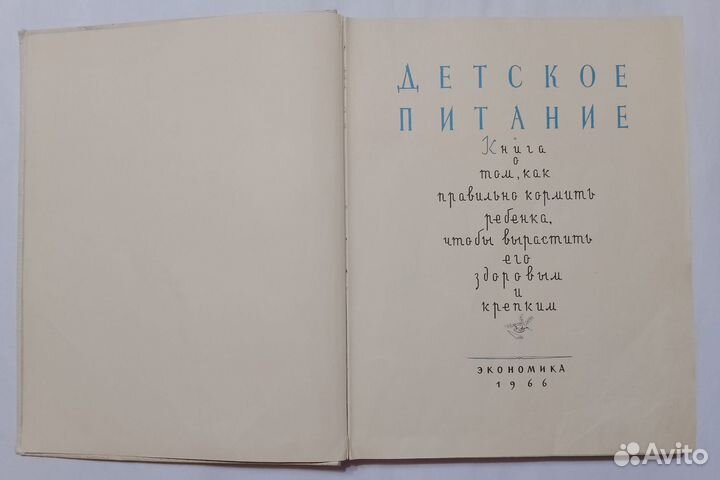 ДЕТСКОЕ
ПИТАНИЕ
Книга
о
том, как
правильно кормить
ребенка,
чтобы вырастить
его
здоровым
и
крепким
ЭКОНОМИКА
1966
Avito